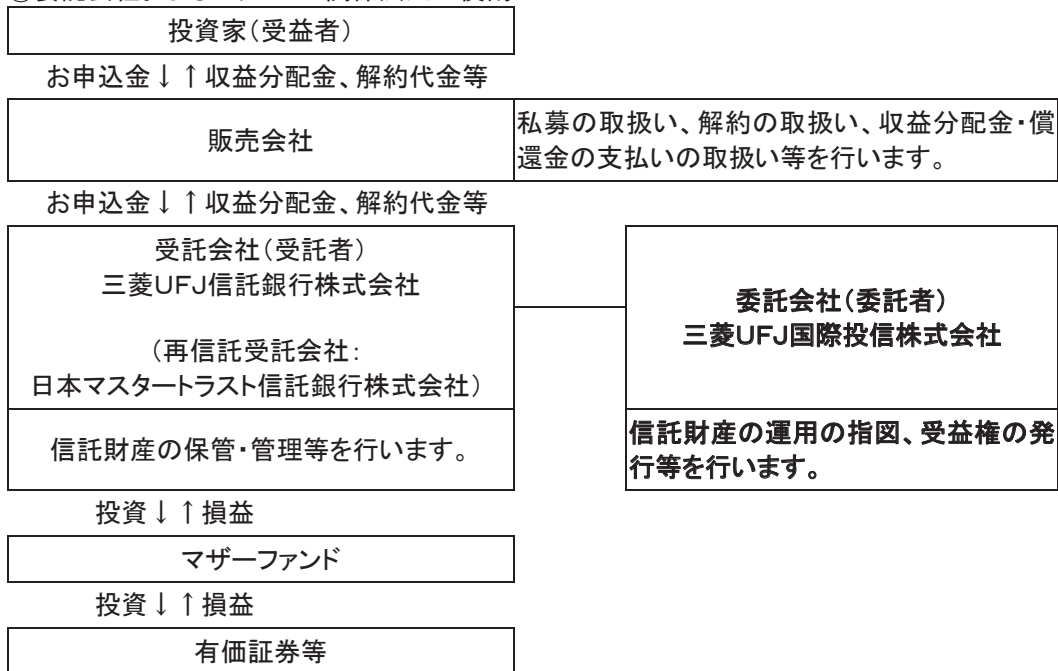 投資家(受益者)
お申込金↓↑収益分配金、解約代金等
販売会社
私募の取扱い、解約の取扱い、収益分配金・償
還金の支払いの取扱い等を行います。
お申込金↓↑収益分配金、解約代金等
受託会社(受託者)
三菱UFJ信託銀行株式会社
(再信託受託会社:
日本マスタートラスト信託銀行株式会社)
委託会社(委託者)
三菱UFJ国際投信株式会社
信託財産の保管・管理等を行います。
信託財産の運用の指図、受益権の発
行等を行います。
投資↓↑損益
マザーファンド
投資↓↑損益
有価証券等